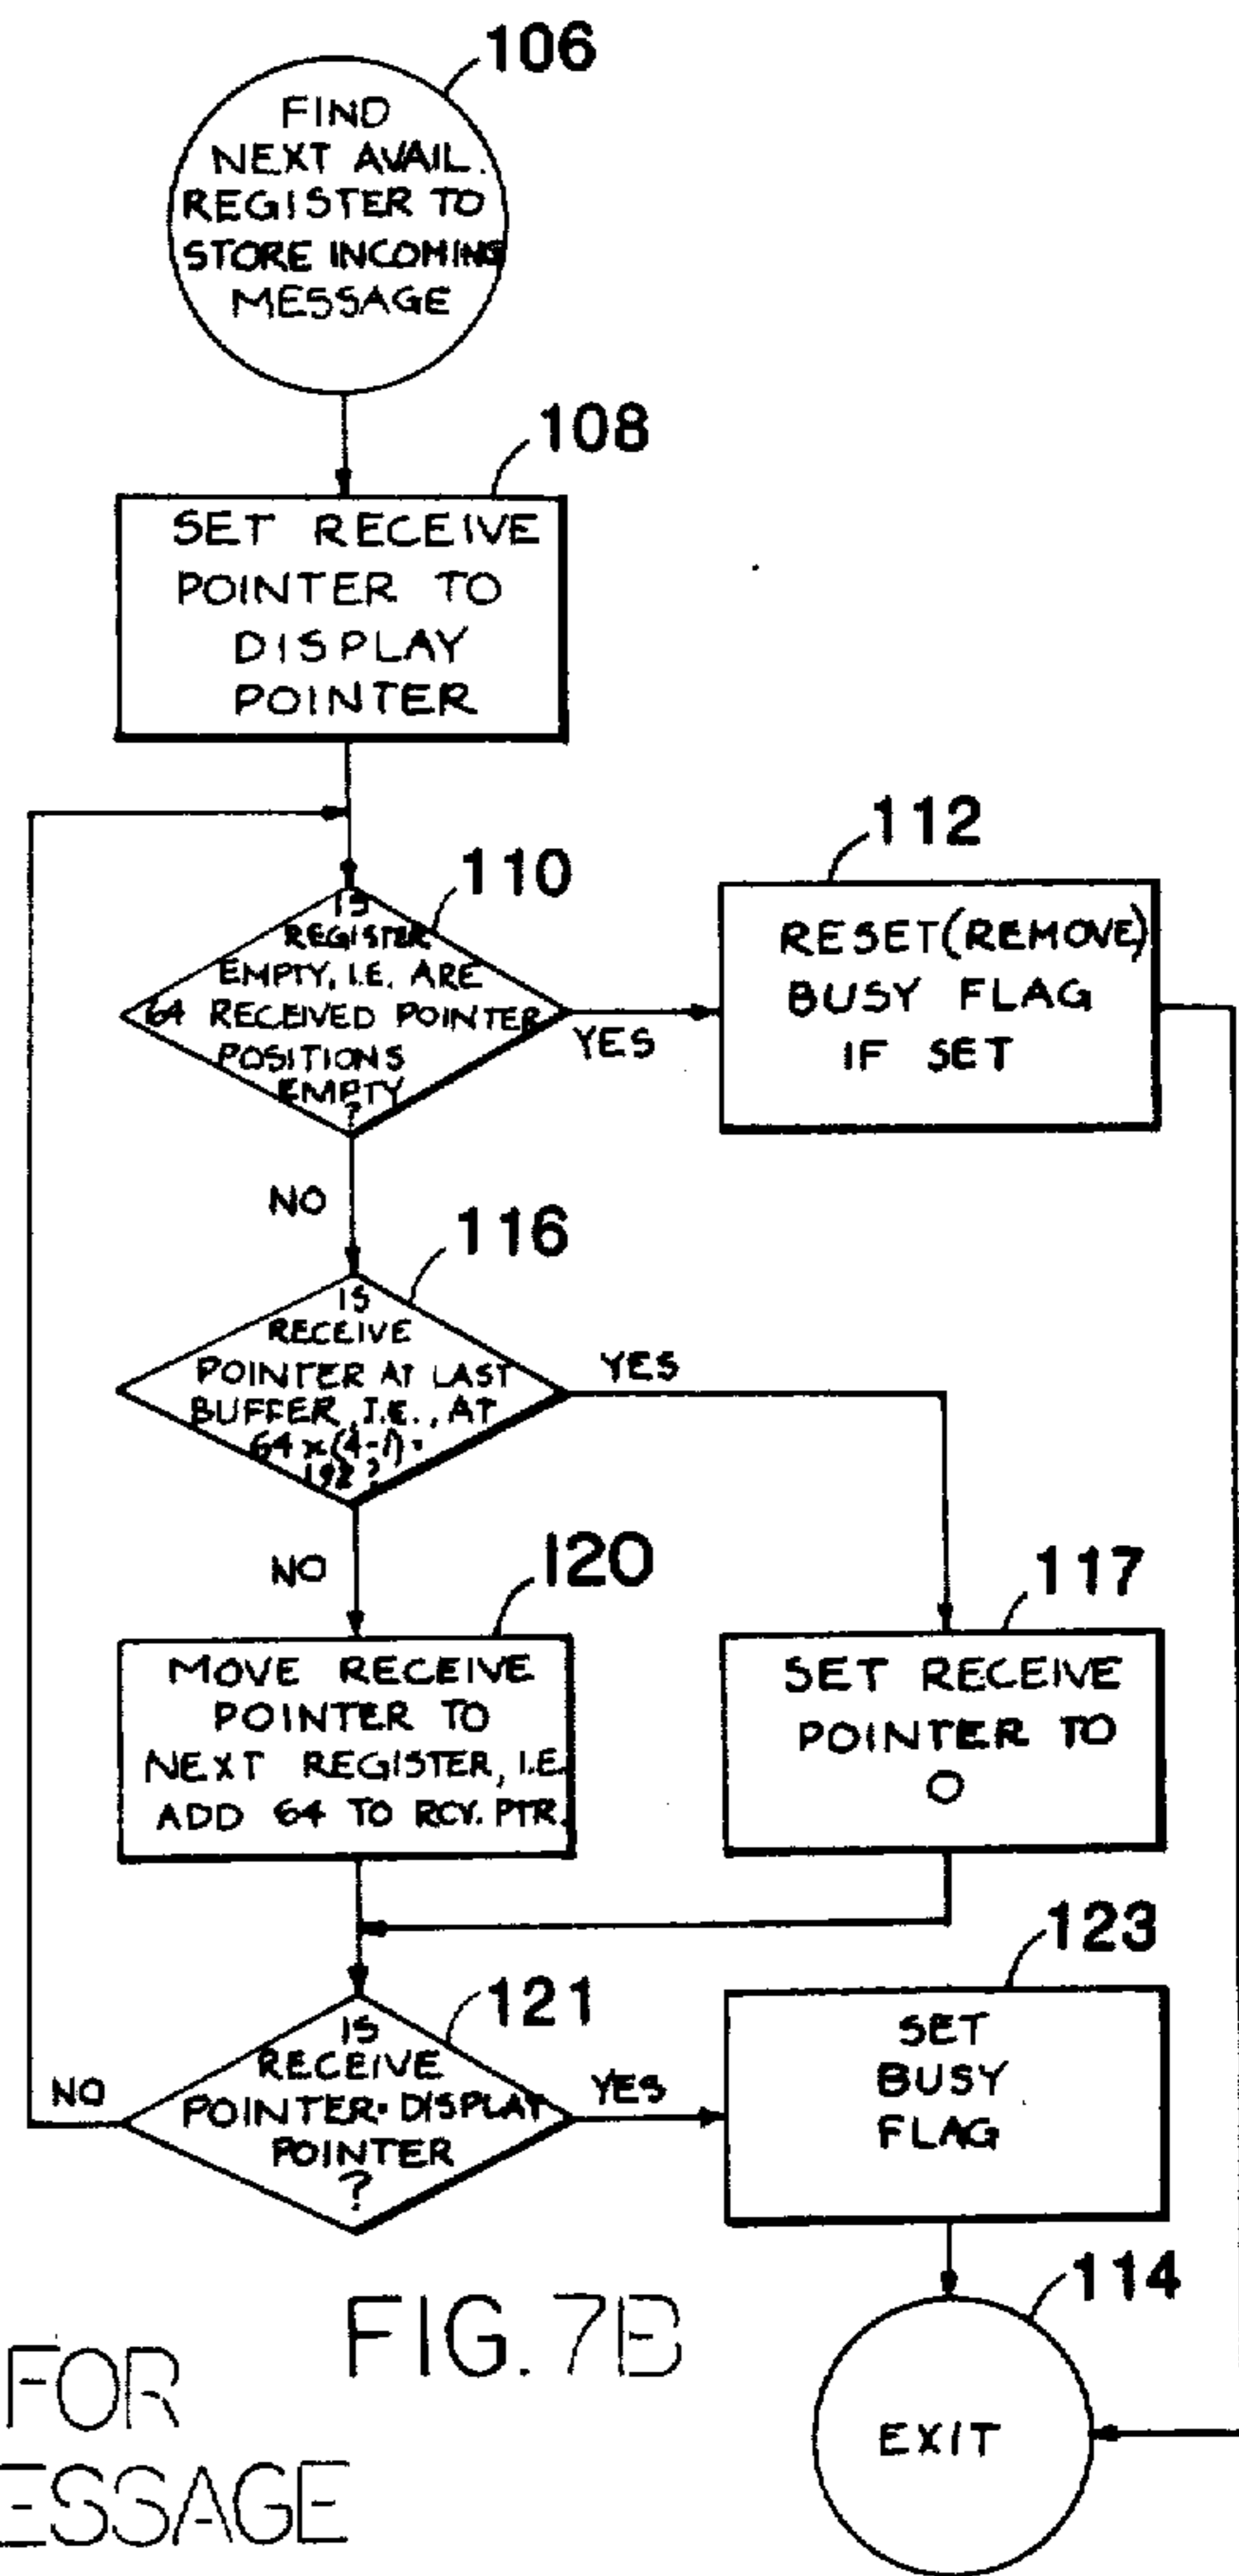 106
FIND
NEXT AVAIL.
REGISTER TO
STORE INCOMING
MESSAGE
108
SET RECEIVE
POINTER TO
DISPLAY
POINTER
110
IS
REGISTER
EMPTY, I.E. ARE
64 RECEIVED POINTER
POSITIONS
EMPTY
?
YES
NO
112
RESET(REMOVE)
BUSY FLAG
IF SET
116
IS
RECEIVE
POINTER AT LAST
BUFFER, I.E., AT
64 x (4-1) =
192 ?
YES
NO
120
MOVE RECEIVE
POINTER TO
NEXT REGISTER, I.E.
ADD 64 TO RCV. PTR.
117
SET RECEIVE
POINTER TO
0
121
IS
RECEIVE
POINTER = DISPLAY
POINTER
?
NO
YES
123
SET
BUSY
FLAG
114
EXIT
FIG. 7B
FOR
ESSAGE